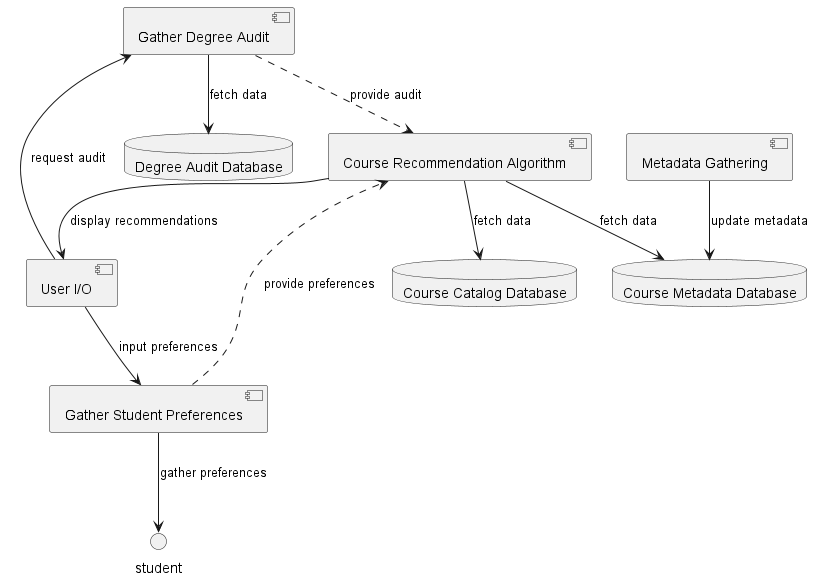 Gather Degree Audit
fetch data
provide audit
request audit
Degree Audit Database
Course Recommendation Algorithm
Metadata Gathering
display recommendations
fetch data
fetch data
update metadata
User I/O
provide preferences
Course Catalog Database
Course Metadata Database
input preferences
Gather Student Preferences
gather preferences
student